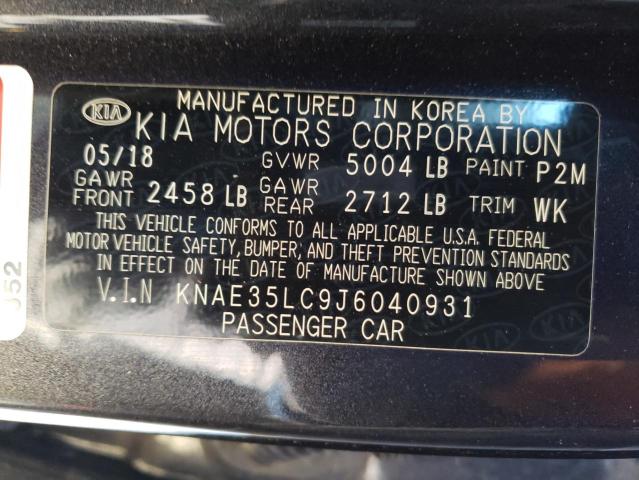 KIA MANUFACTURED IN KOREA BY
KIA MOTORS CORPORATION
05/18 GVWR 5004 LB PAINT P2M
GAWR FRONT 2458 LB GAWR REAR 2712 LB TRIM WK
THIS VEHICLE CONFORMS TO ALL APPLICABLE U.S.A. FEDERAL
MOTOR VEHICLE SAFETY, BUMPER, AND THEFT PREVENTION STANDARDS
IN EFFECT ON THE DATE OF MANUFACTURE SHOWN ABOVE
V.I.N KNAE35LC9J6040931
PASSENGER CAR